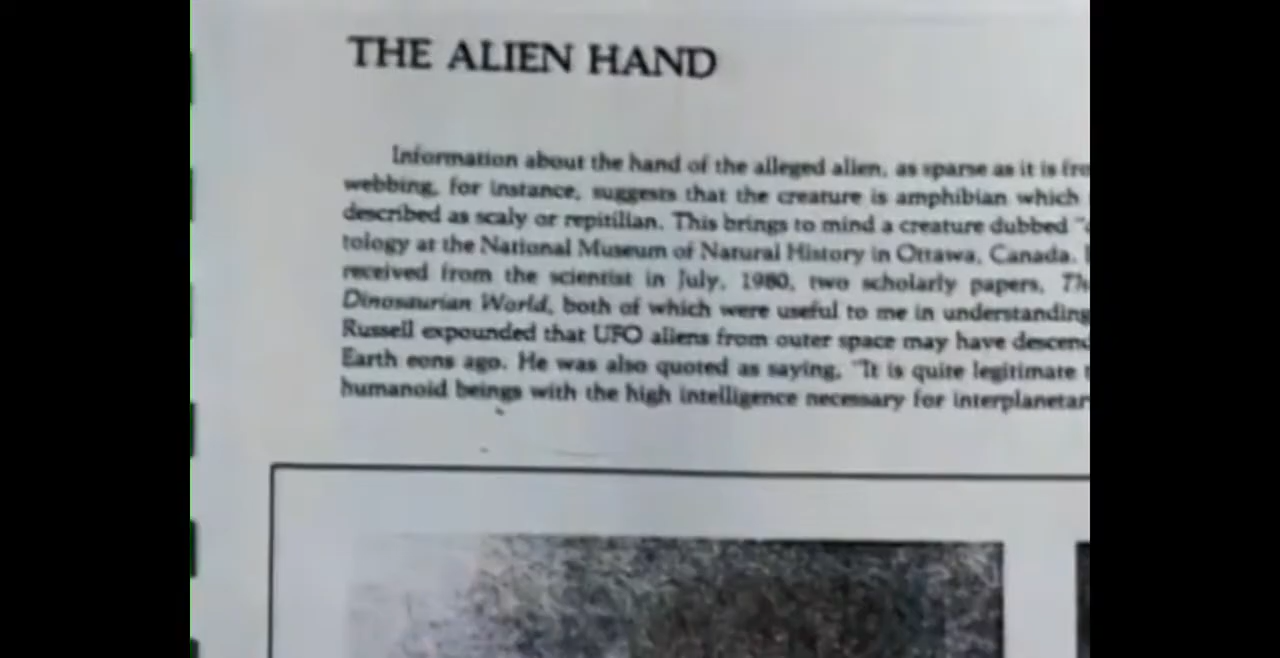 THE ALIEN HAND
Information about the hand of the alleged alien, as sparse as it is
webbing, for instance, suggests that the creature is amphibian which
described as scaly or repitilian. This brings to mind a creature dubbed
tology at the National Museum of Natural History in Ottawa, Canada.
received from the scientist in July, 1980, two scholarly papers, Th
Dinosaurian World, both of which were useful to me in understanding
Russell expounded that UFO aliens from outer space may have descend
Earth eons ago. He was also quoted as saying, "It is quite legitimate
humanoid beings with the high intelligence necessary for interplanetar